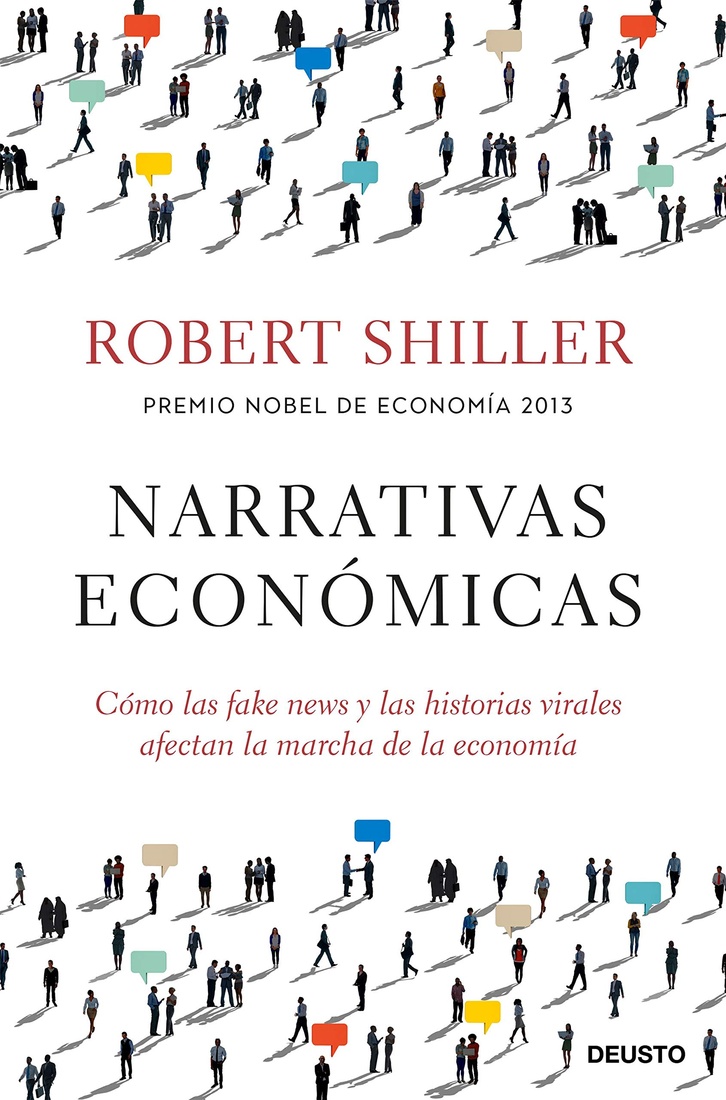 ROBERT SHILLER
PREMIO NOBEL DE ECONOMÍA 2013
NARRATIVAS
ECONÓMICAS
Cómo las fake news y las historias virales
afectan la marcha de la economía
DEUSTO